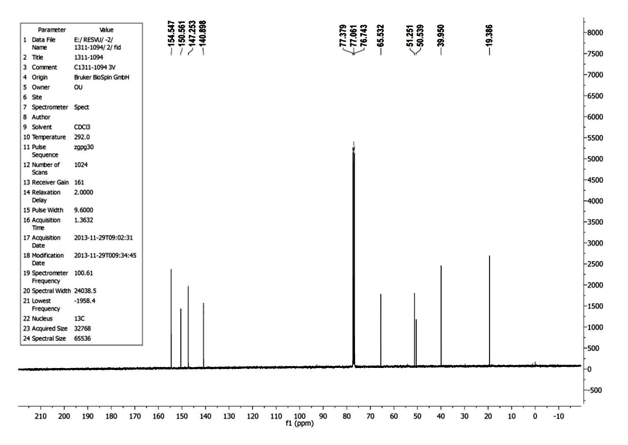 Parameter Value
1 Data File Name E:/ RESVU/ -2/ 1311-1094/ 2/ fid
2 Title 1311-1094
3 Comment C1311-1094 3V
4 Origin Bruker BioSpin GmbH
5 Owner OU
6 Site
7 Spectrometer Spect
8 Author
9 Solvent CDCl3
10 Temperature 292.0
11 Pulse Sequence zgpg30
12 Number of Scans 1024
13 Receiver Gain 161
14 Relaxation Delay 2.0000
15 Pulse Width 9.6000
16 Acquisition Time 1.3632
17 Acquisition Date 2013-11-29T09:02:31
18 Modification Date 2013-11-29T09:34:45
19 Spectrometer Frequency 100.61
20 Spectral Width 24038.5
21 Lowest Frequency -1958.4
22 Nucleus 13C
23 Acquired Size 32768
24 Spectral Size 65536
154.547
150.561
147.253
140.898
77.379
77.061
76.743
65.532
51.251
50.539
39.950
19.386
8000
7500
7000
6500
6000
5500
5000
4500
4000
3500
3000
2500
2000
1500
1000
500
0
-500
210 200 190 180 170 160 150 140 130 120 110 100 90 80 70 60 50 40 30 20 10 0 -10
f1 (ppm)